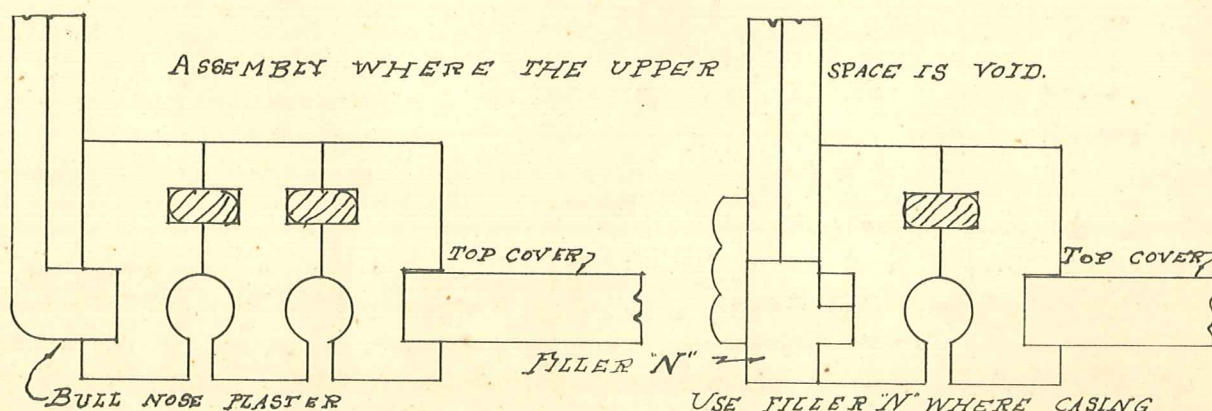 ASSEMBLY WHERE THE UPPER SPACE IS VOID.
TOP COVER
TOP COVER
FILLER "N"
BULL NOSE PLASTER
USE FILLER "N" WHERE CASING